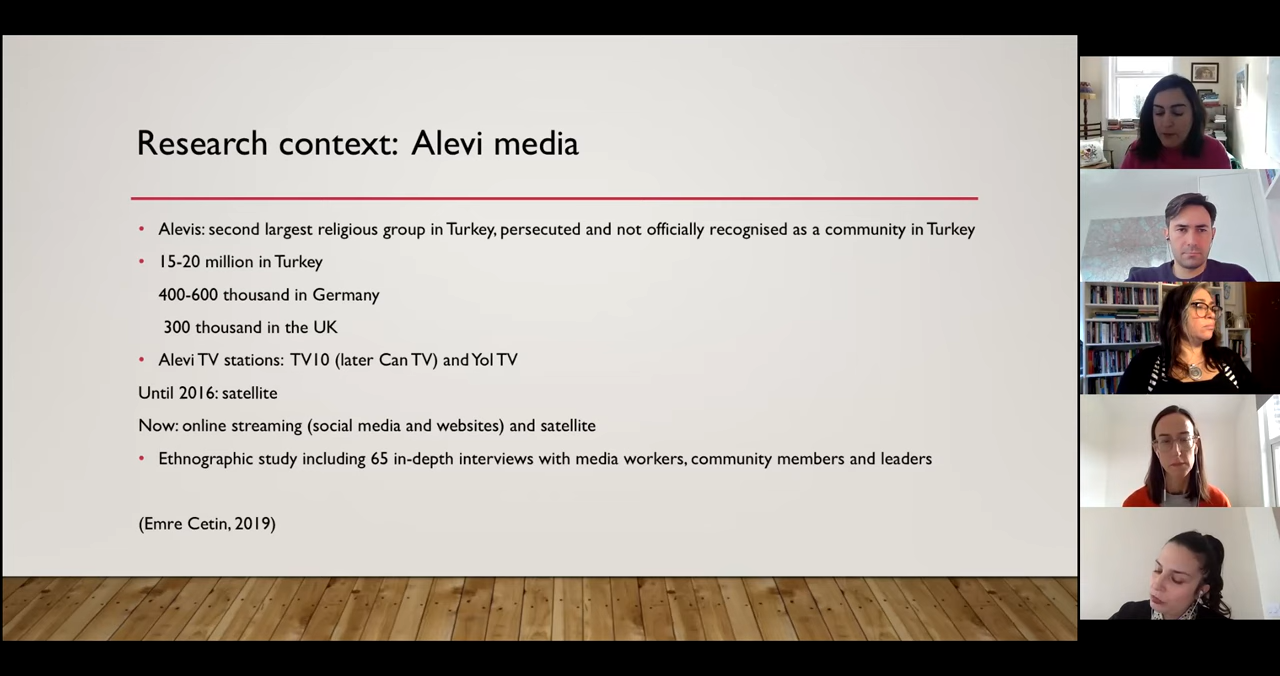 Research context: Alevi media
• Alevis: second largest religious group in Turkey, persecuted and not officially recognised as a community in Turkey
• 15-20 million in Turkey
400-600 thousand in Germany
300 thousand in the UK
• Alevi TV stations: TV10 (later Can TV) and Yol TV
Until 2016: satellite
Now: online streaming (social media and websites) and satellite
• Ethnographic study including 65 in-depth interviews with media workers, community members and leaders
(Emre Cetin, 2019)